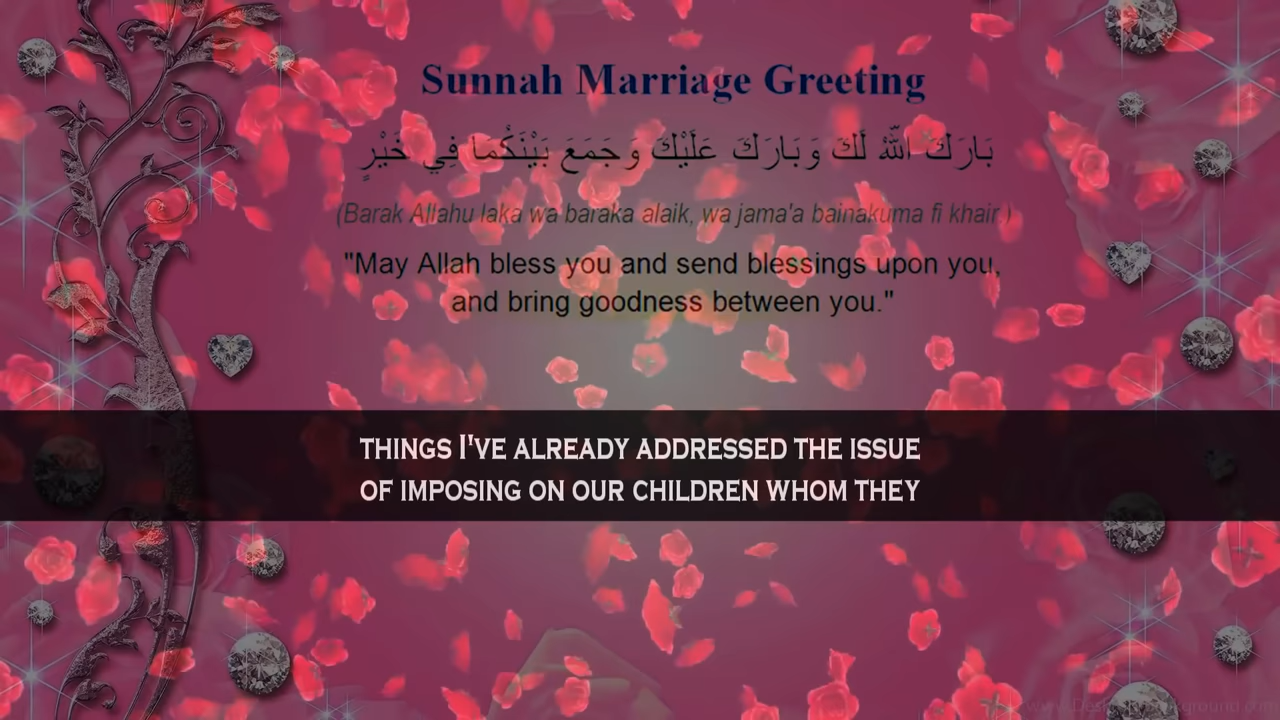 Sunnah Marriage Greeting
بَارَكَ اللهُ لَكَ وَبَارَكَ عَلَيْكَ وَجَمَعَ بَيْنَكُمَا فِي خَيْرٍ
(Barak Allahu laka wa baraka alaik, wa jama'a bainakuma fi khair )
"May Allah bless you and send blessings upon you,
and bring goodness between you."
THINGS I'VE ALREADY ADDRESSED THE ISSUE
OF IMPOSING ON OUR CHILDREN WHOM THEY